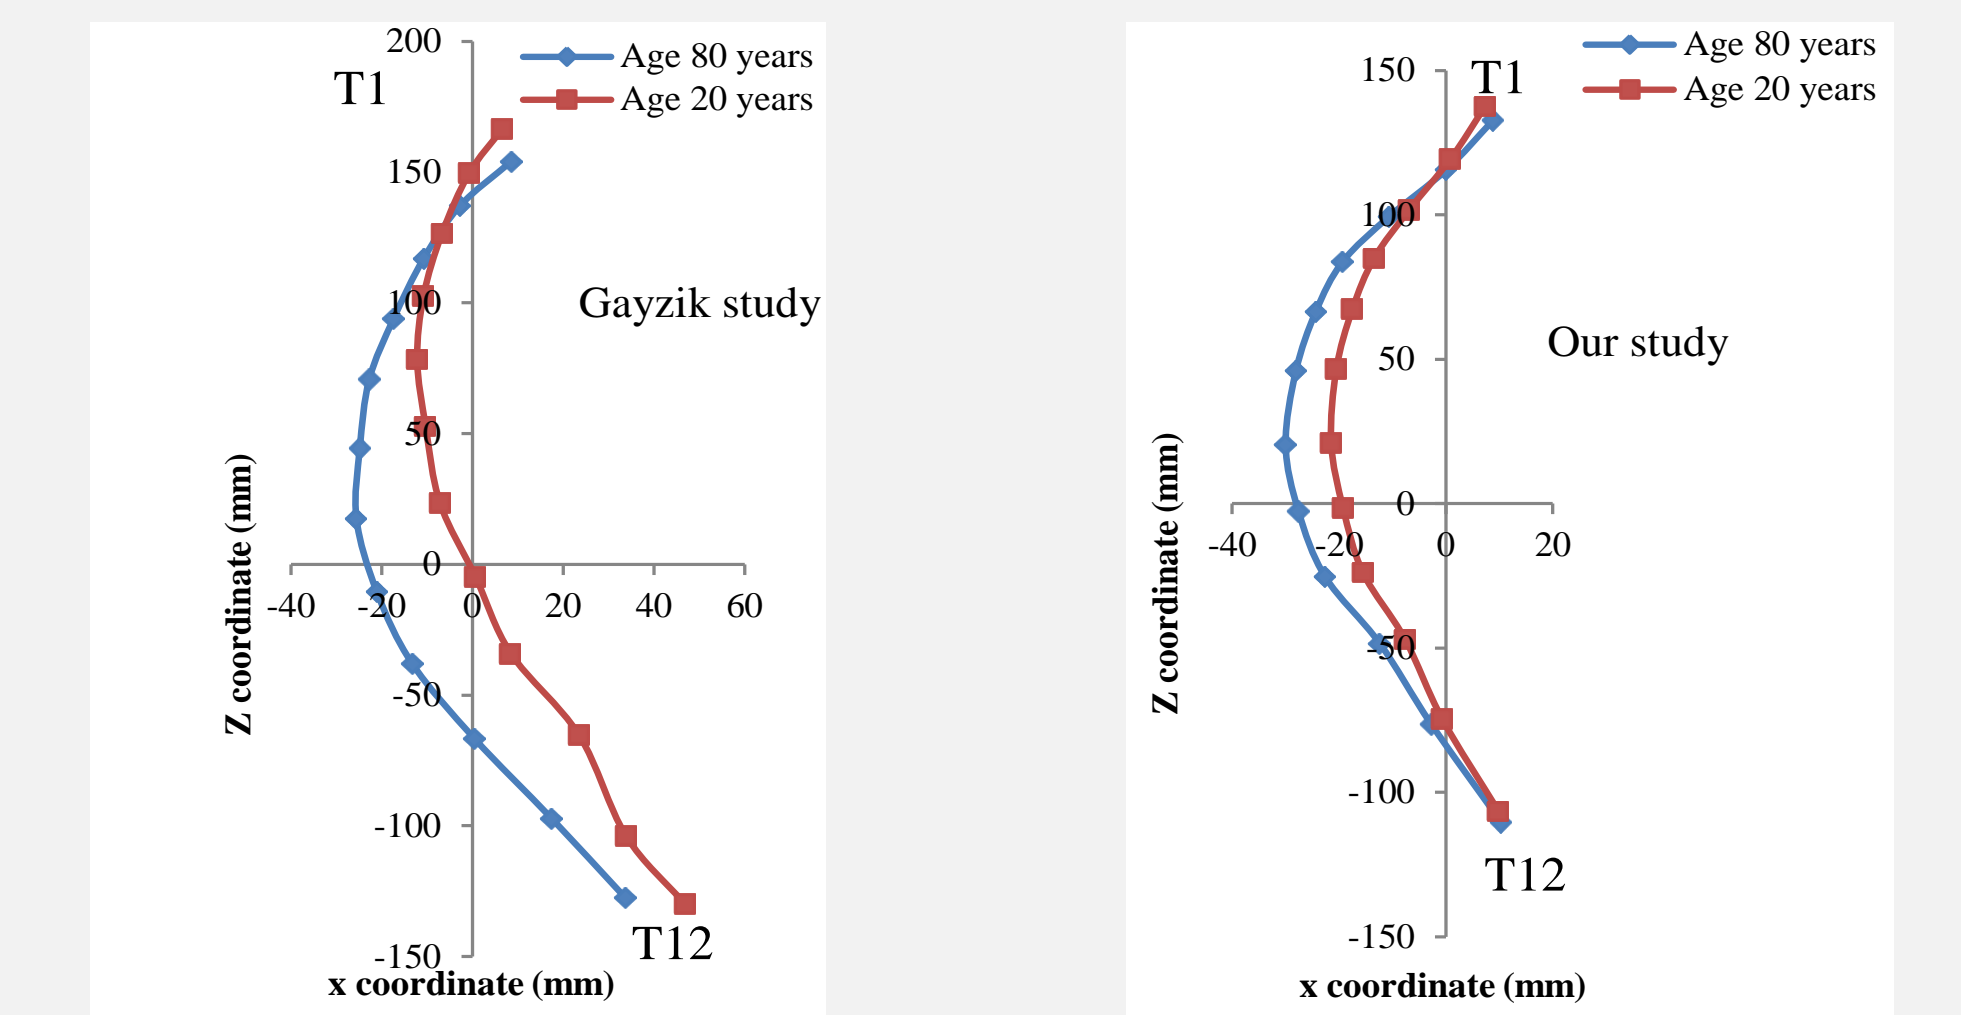 200
Age 80 years
T1
Age 20 years
150
100
Gayzik study
50
0
-40 -20 0 20 40 60
-50
-100
T12
-150
Z coordinate (mm)
x coordinate (mm)
Age 80 years
150
T1
Age 20 years
100
50
Our study
0
-40 -20 0 20
-50
-100
T12
-150
Z coordinate (mm)
x coordinate (mm)